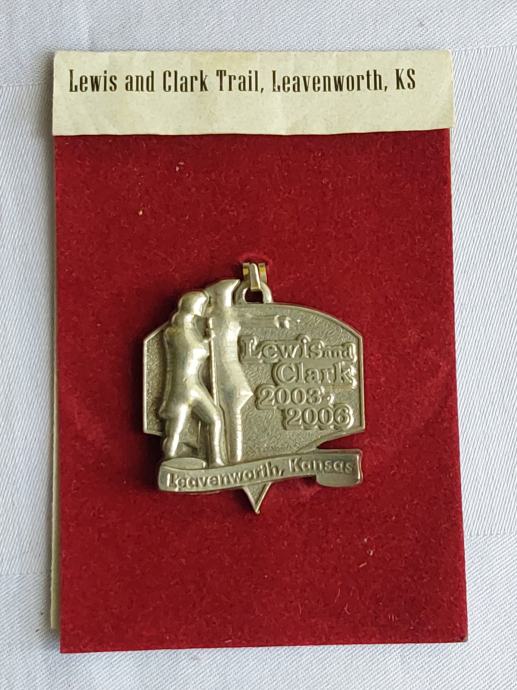 Lewis and Clark Trail, Leavenworth, KS
Lewis and
Clark
2003-
2006
Leavenworth, Kansas